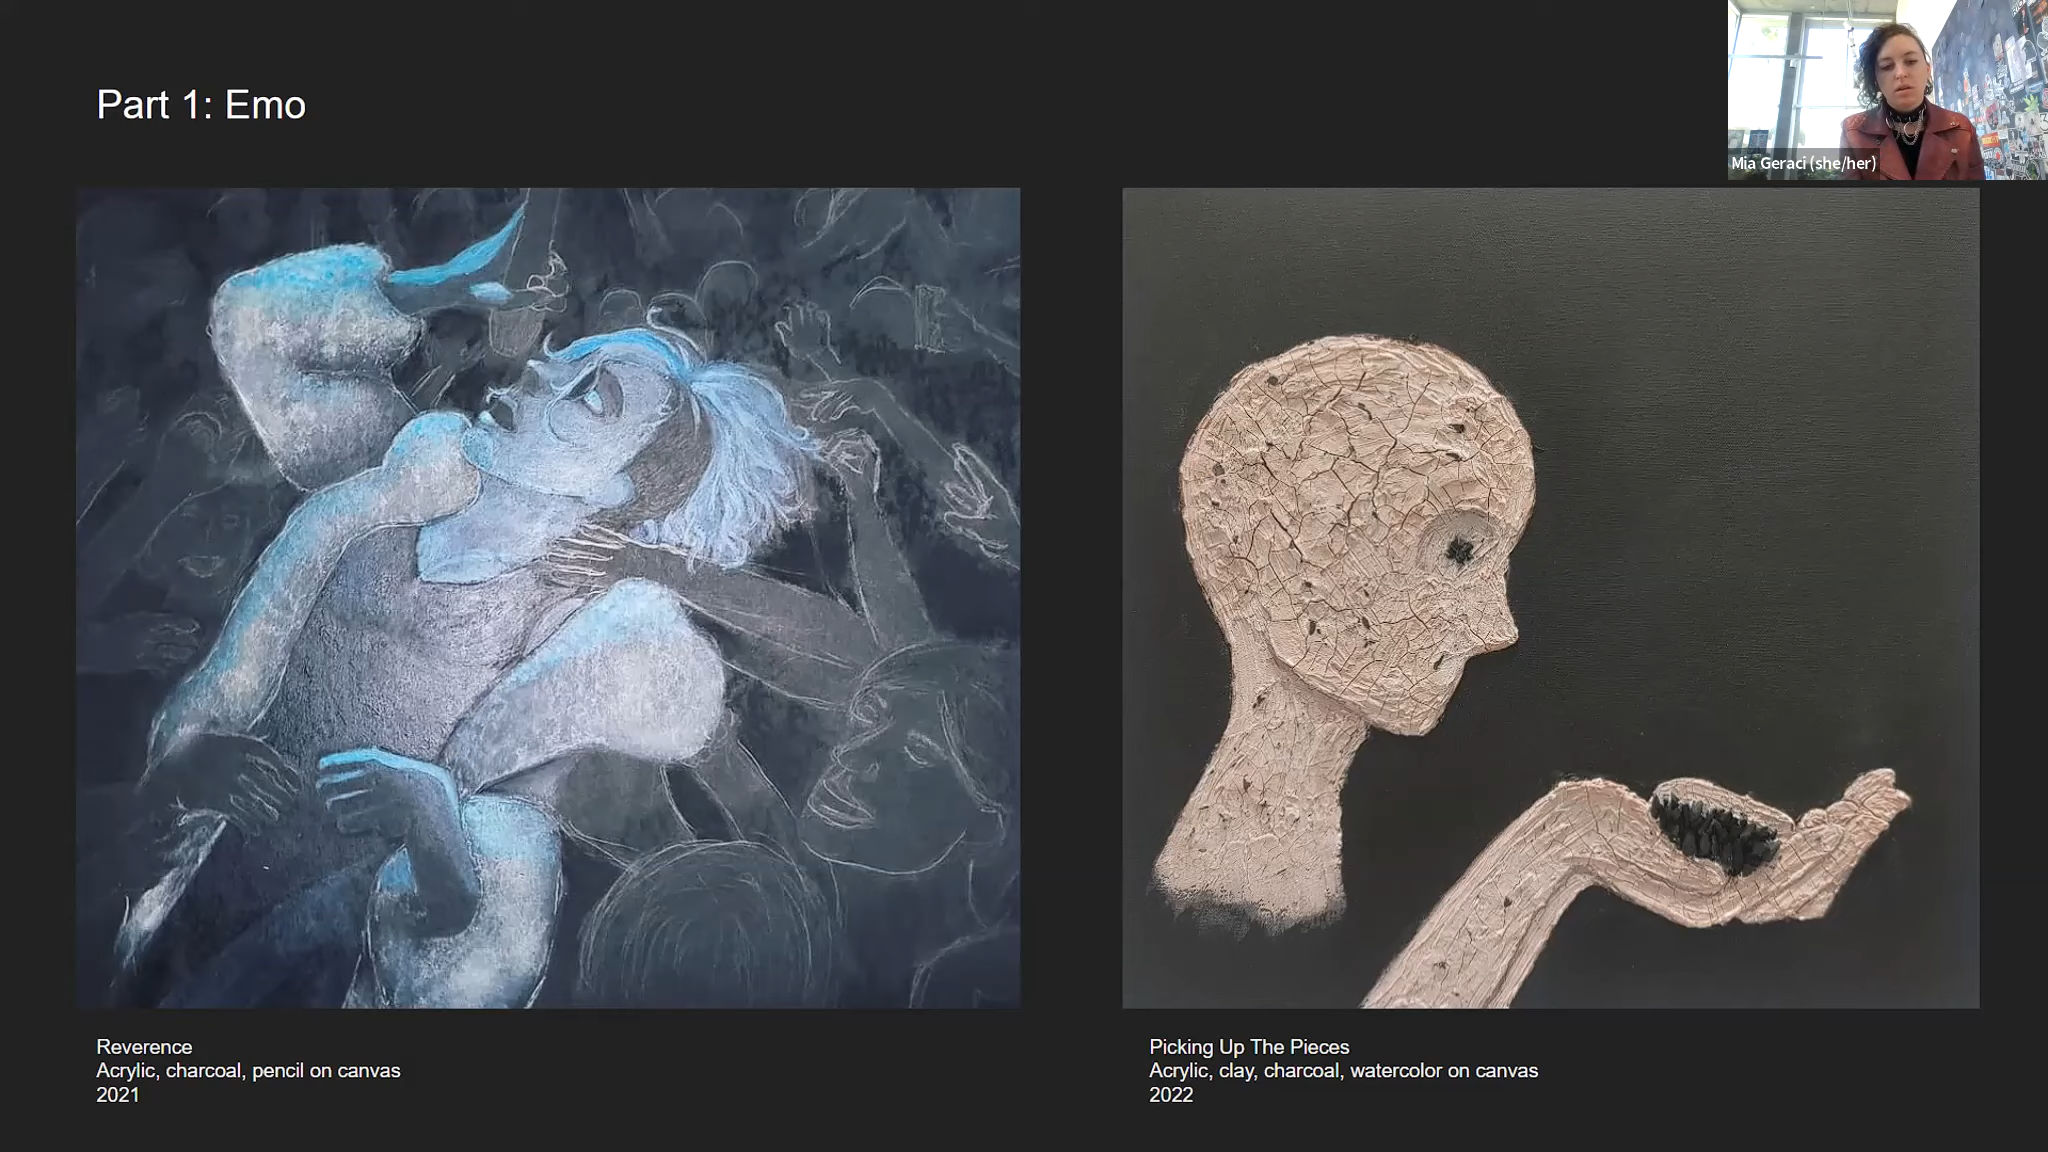 Part 1: Emo
Mia Geraci (she/her)
Reverence
Acrylic, charcoal, pencil on canvas
2021
Picking Up The Pieces
Acrylic, clay, charcoal, watercolor on canvas
2022